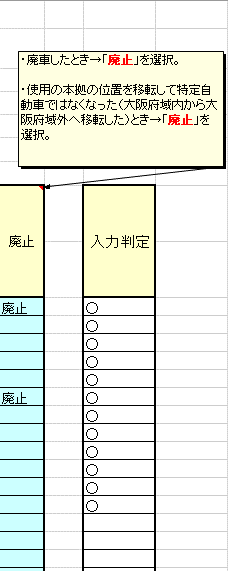 ・廃車したとき→「廃止」を選択。
・使用の本拠の位置を移転して特定自
動車ではなくなった（大阪府域内から大
阪府域外へ移転した）とき→「廃止」を
選択。
廃止
入力判定
廃止
○
○
○
○
○
廃止
○
○
○
○
○
○
○